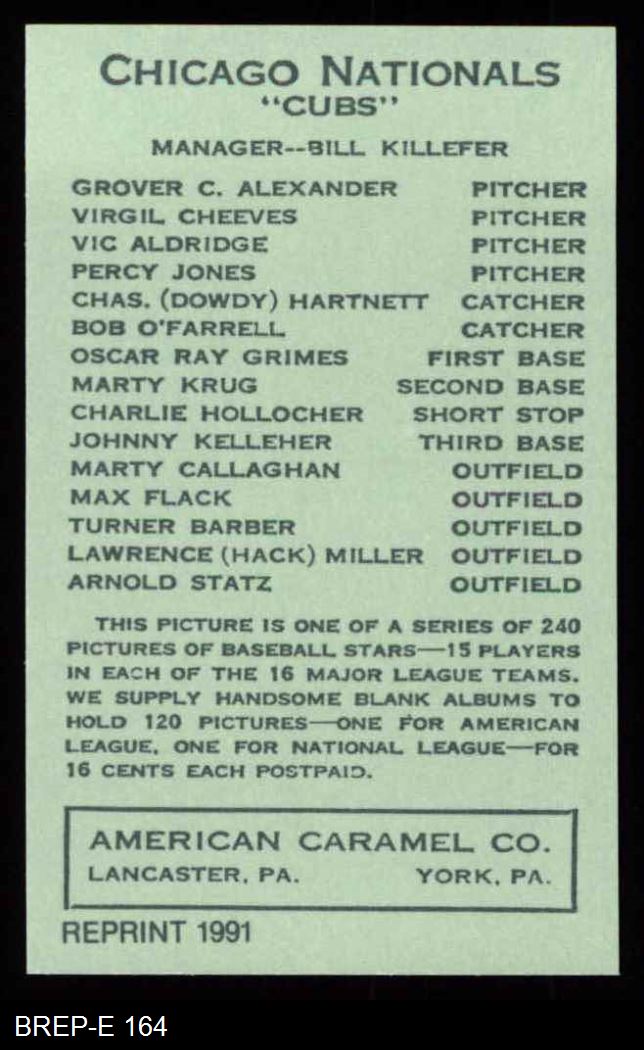 CHICAGO NATIONALS
"CUBS"
MANAGER--BILL KILLEFER
GROVER C. ALEXANDER PITCHER
VIRGIL CHEEVES PITCHER
VIC ALDRIDGE PITCHER
PERCY JONES PITCHER
CHAS. (DOWDY) HARTNETT CATCHER
BOB O'FARRELL CATCHER
OSCAR RAY GRIMES FIRST BASE
MARTY KRUG SECOND BASE
CHARLIE HOLLOCHER SHORT STOP
JOHNNY KELLEHER THIRD BASE
MARTY CALLAGHAN OUTFIELD
MAX FLACK OUTFIELD
TURNER BARBER OUTFIELD
LAWRENCE (HACK) MILLER OUTFIELD
ARNOLD STATZ OUTFIELD
THIS PICTURE IS ONE OF A SERIES OF 240
PICTURES OF BASEBALL STARS—15 PLAYERS
IN EACH OF THE 16 MAJOR LEAGUE TEAMS.
WE SUPPLY HANDSOME BLANK ALBUMS TO
HOLD 120 PICTURES—ONE FOR AMERICAN
LEAGUE, ONE FOR NATIONAL LEAGUE—FOR
16 CENTS EACH POSTPAID.
AMERICAN CARAMEL CO.
LANCASTER, PA. YORK, PA.
REPRINT 1991
BREP-E 164